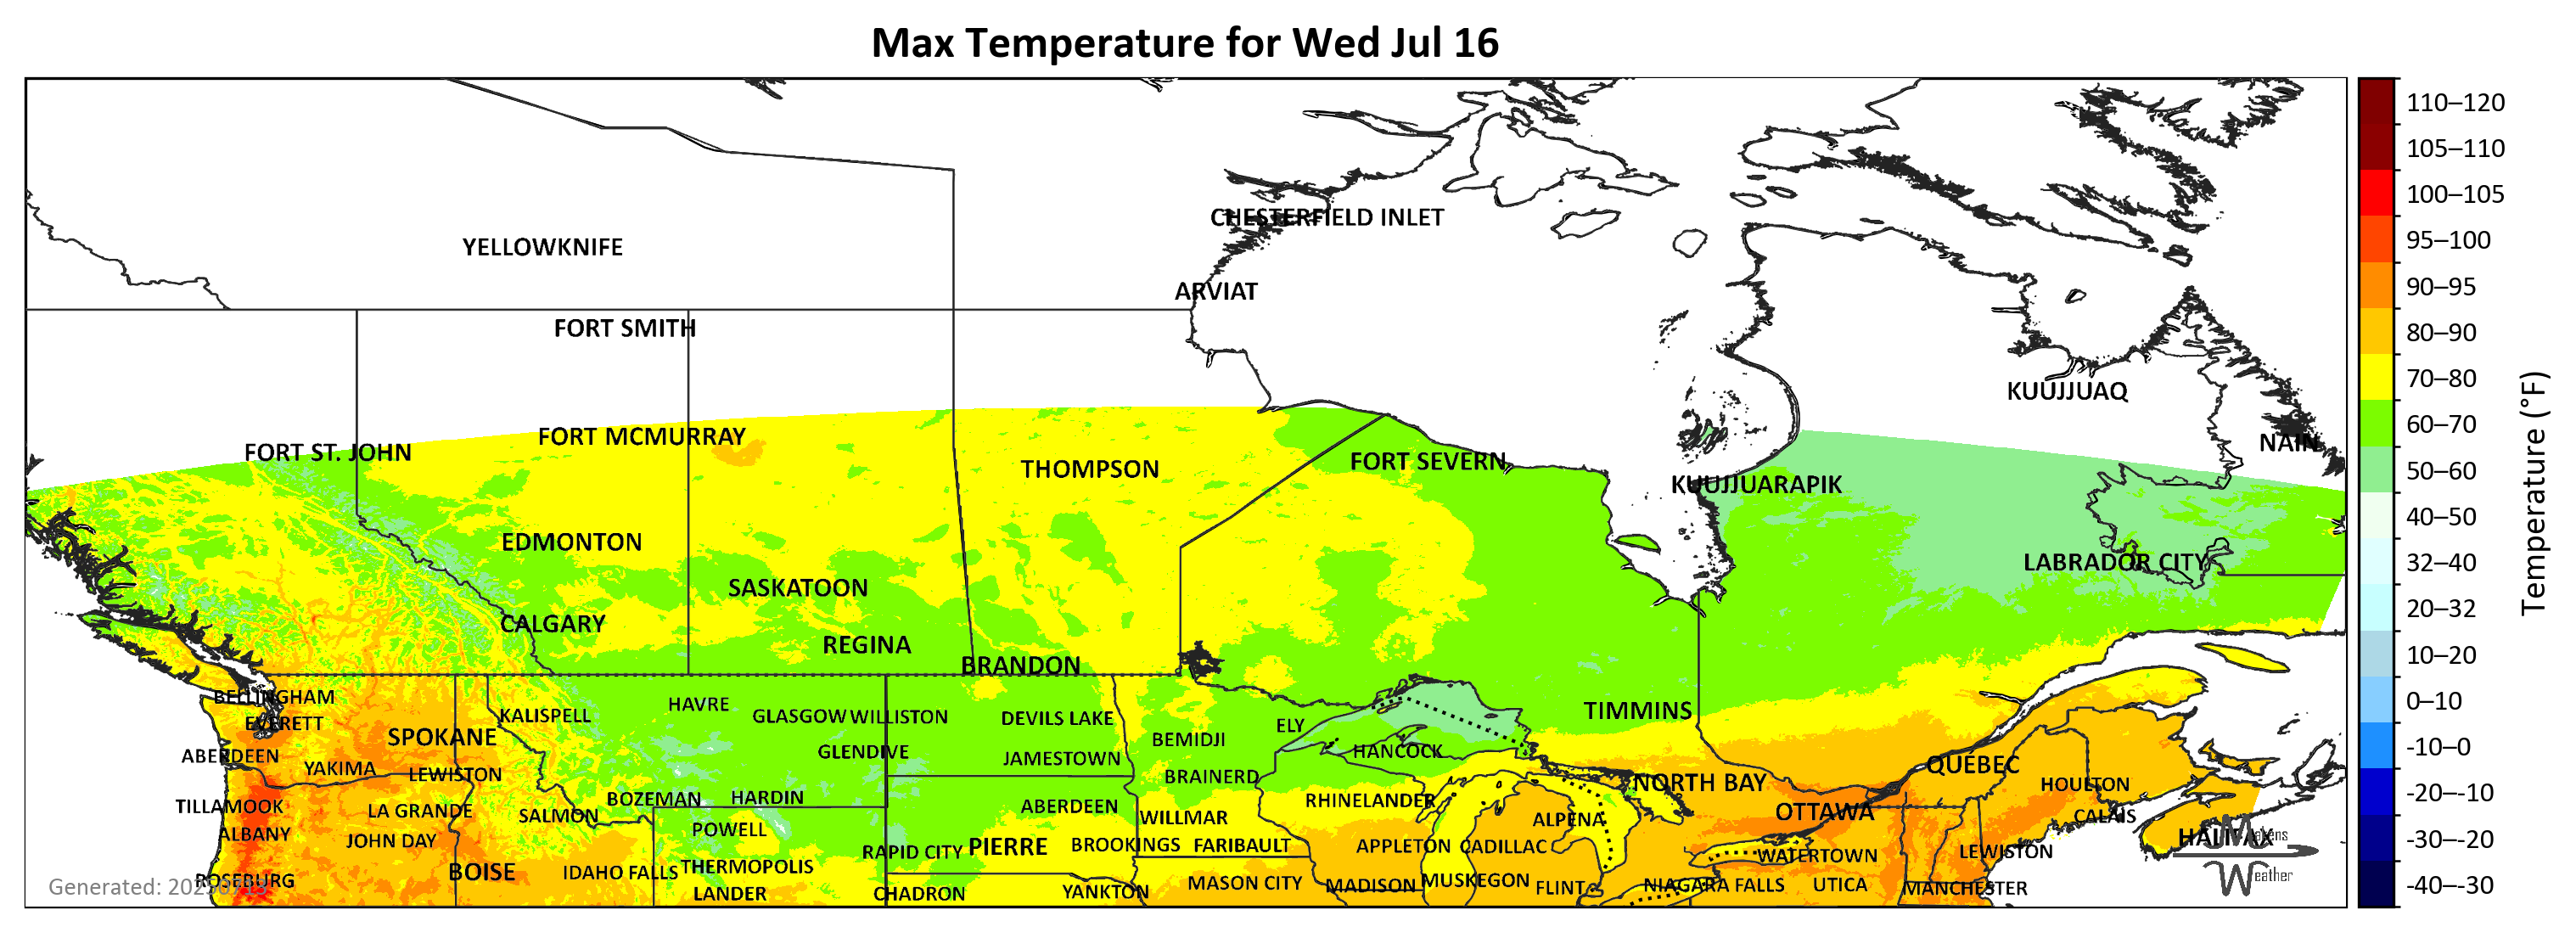 Max Temperature for Wed Jul 16
CHESTERFIELD INLET
YELLOWKNIFE
ARVIAT
FORT SMITH
KUUJJUAQ
FORT MCMURRAY
NAIN
FORT ST. JOHN
FORT SEVERN
THOMPSON
KUUJJUARAPIK
EDMONTON
LABRADOR CITY
SASKATOON
CALGARY
REGINA
BRANDON
BELLINGHAM
HAVRE
TIMMINS
KALISPELL
GLASGOW WILLISTON
DEVILS LAKE
EVERETT
ELY
SPOKANE
BEMIDJI
ABERDEEN
GLENDIVE
HANCOCK
JAMESTOWN
QUÉBEC
YAKIMA
LEWISTON
BRAINERD
NORTH BAY
HOULTON
BOZEMAN
HARDIN
RHINELANDER
TILLAMOOK
LA GRANDE
ABERDEEN
OTTAWA
SALMON
WILLMAR
CALAIS
ALPENA
ALBANY
POWELL
JOHN DAY
PIERRE
BROOKINGS
FARIBAULT
APPLETON
CADILLAC
HALIFAX
RAPID CITY
LEWISTON
WATERTOWN
BOISE
IDAHO FALLS
THERMOPOLIS
ROSEBURG
MASON CITY
MADISON
MUSKEGON
FLINT
NIAGARA FALLS
UTICA
MANCHESTER
LANDER
CHADRON
YANKTON
Weather
110–120
105–110
100–105
95–100
90–95
80–90
70–80
60–70
50–60
40–50
32–40
20–32
10–20
0–10
-10–0
-20–-10
-30–-20
-40–-30
Temperature (°F)